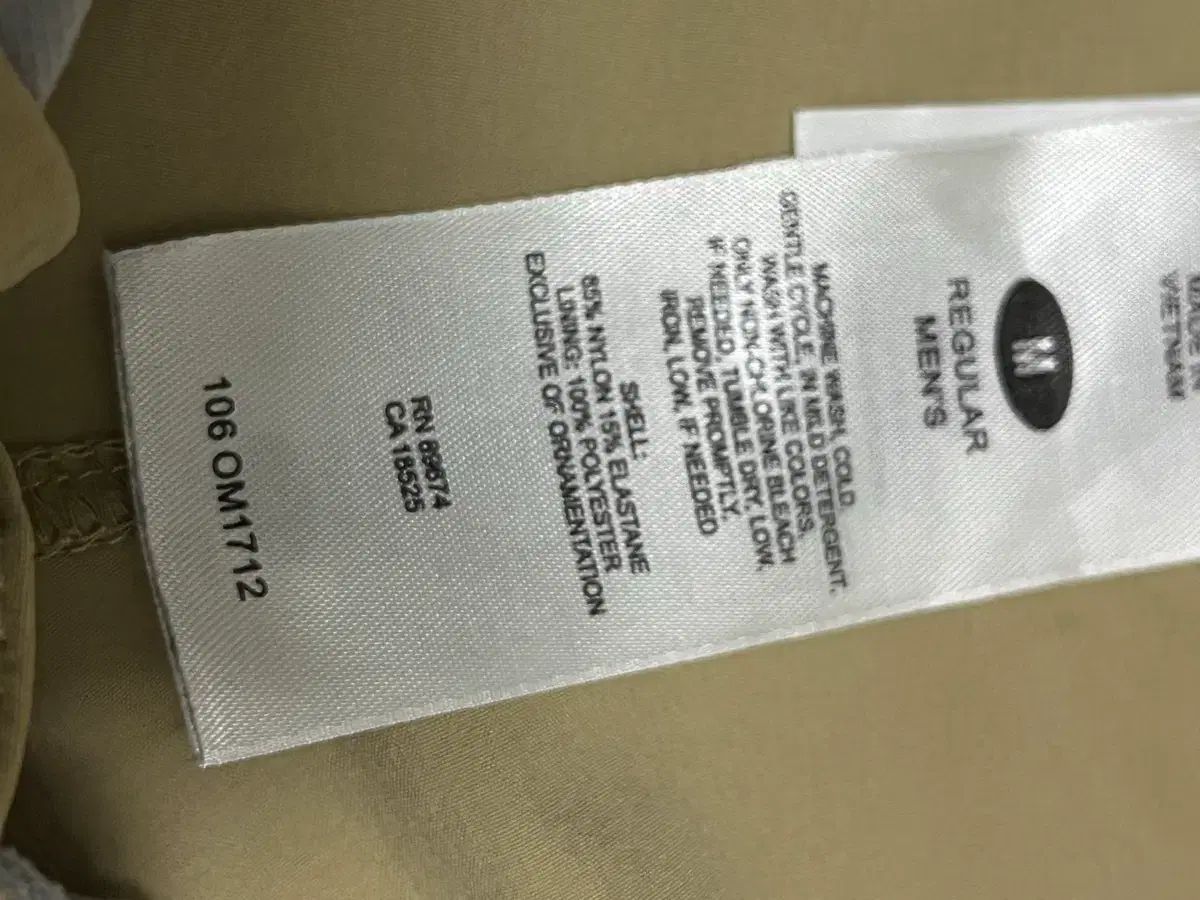 MADE IN
VIETNAM
M
REGULAR
MEN'S
MACHINE WASH, COLD.
GENTLE CYCLE, IN MILD DETERGENT.
WASH WITH LIKE COLORS.
ONLY NON-CHLORINE BLEACH
IF NEEDED, TUMBLE DRY, LOW.
REMOVE PROMPTLY.
IRON, LOW, IF NEEDED
SHELL:
85% NYLON 15% ELASTANE
LINING: 100% POLYESTER
EXCLUSIVE OF ORNAMENTATION
RN 89674
CA 18525
106 OM1712